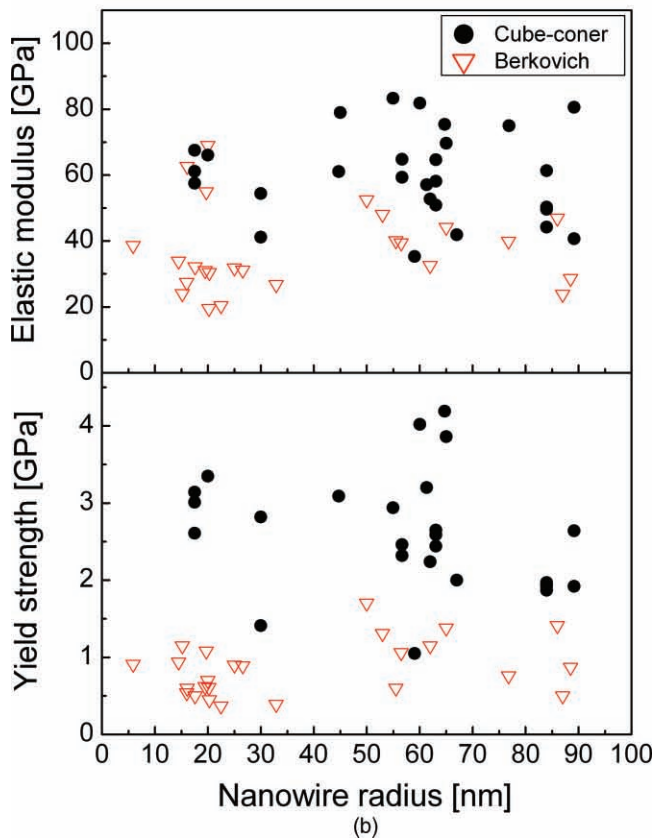 Cube-coner
Berkovich
Elastic modulus [GPa]
100
80
60
40
20
0
Yield strength [GPa]
4
3
2
1
0
0 10 20 30 40 50 60 70 80 90 100
Nanowire radius [nm]
(b)